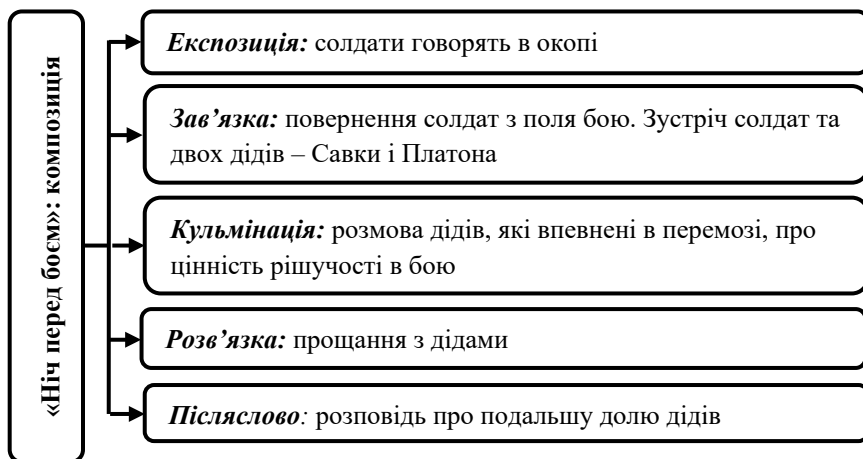 «Ніч перед боєм»: композиція
Експозиція: солдати говорять в окопі
Зав’язка: повернення солдат з поля бою. Зустріч солдат та
двох дідів – Савки і Платона
Кульмінація: розмова дідів, які впевнені в перемозі, про
цінність рішучості в бою
Розв’язка: прощання з дідами
Післяслово: розповідь про подальшу долю дідів